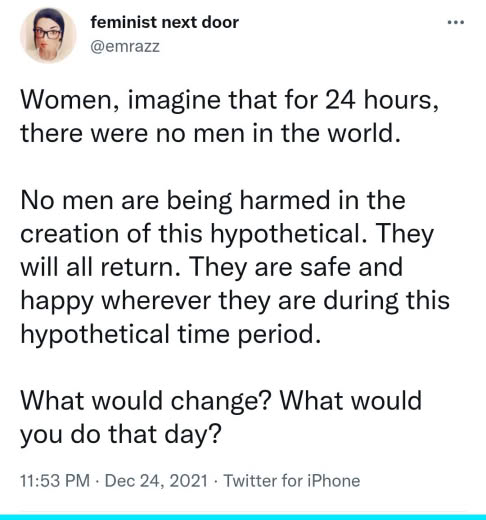 feminist next door
@emrazz
Women, imagine that for 24 hours,
there were no men in the world.
No men are being harmed in the
creation of this hypothetical. They
will all return. They are safe and
happy wherever they are during this
hypothetical time period.
What would change? What would
you do that day?
11:53 PM · Dec 24, 2021 · Twitter for iPhone